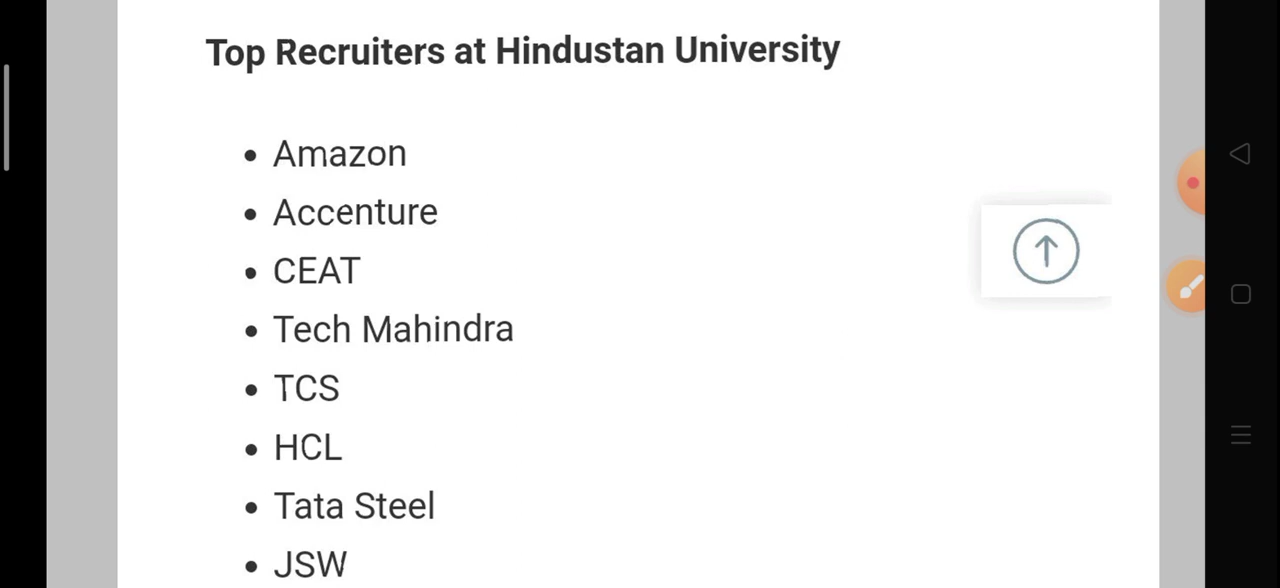 Top Recruiters at Hindustan University
• Amazon
• Accenture
• CEAT
• Tech Mahindra
• TCS
• HCL
• Tata Steel
• JSW